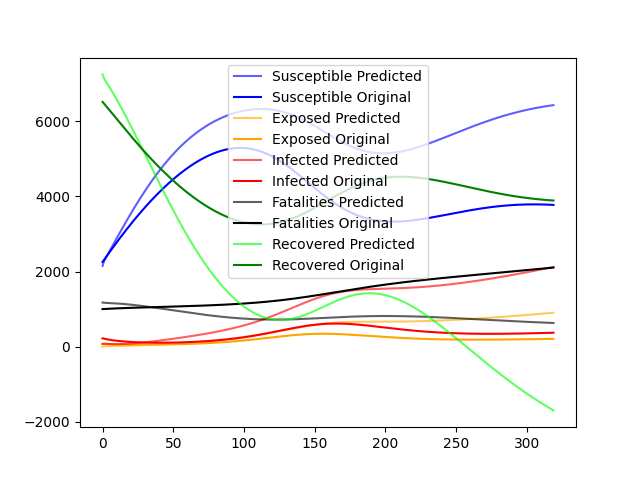 Susceptible Predicted
Susceptible Original
Exposed Predicted
Exposed Original
Infected Predicted
Infected Original
Fatalities Predicted
Fatalities Original
Recovered Predicted
Recovered Original
6000
4000
2000
0
−2000
0 50 100 150 200 250 300